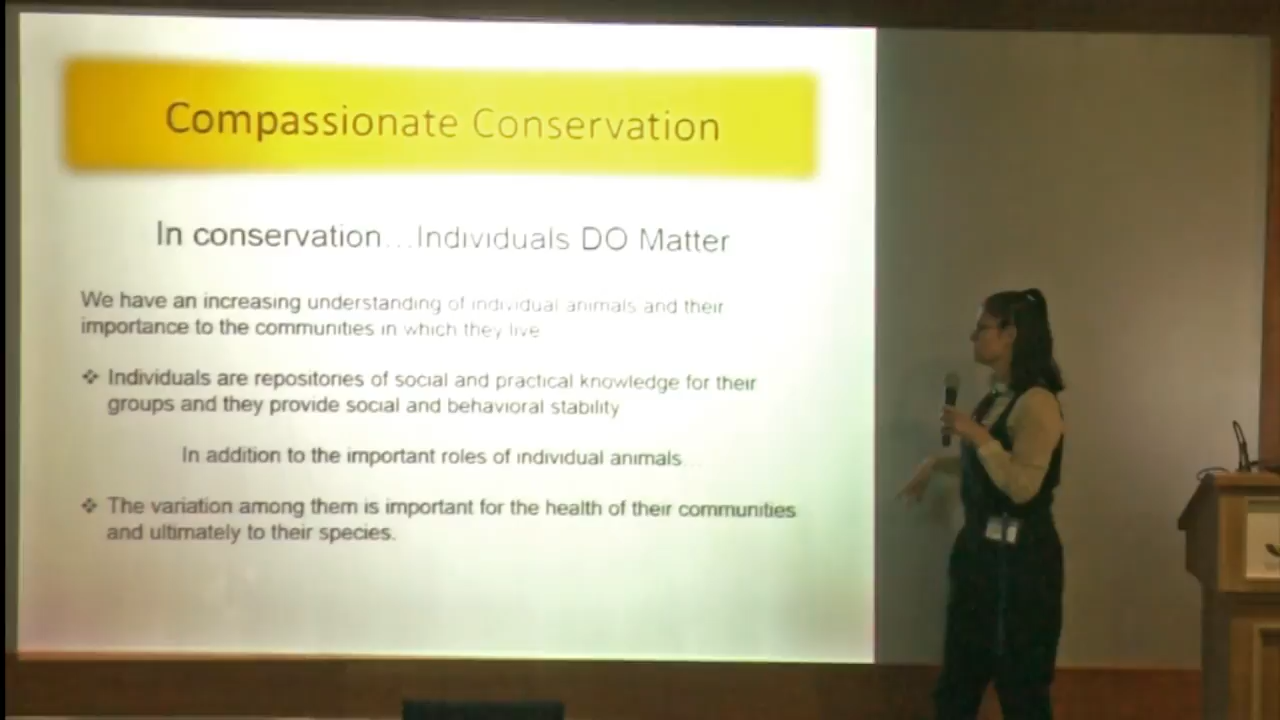 Compassionate Conservation
In conservation...Individuals DO Matter
We have an increasing understanding of individual animals and their
importance to the communities in which they live
❖ Individuals are repositories of social and practical knowledge for their
groups and they provide social and behavioral stability
In addition to the important roles of individual animals...
❖ The variation among them is important for the health of their communities
and ultimately to their species.